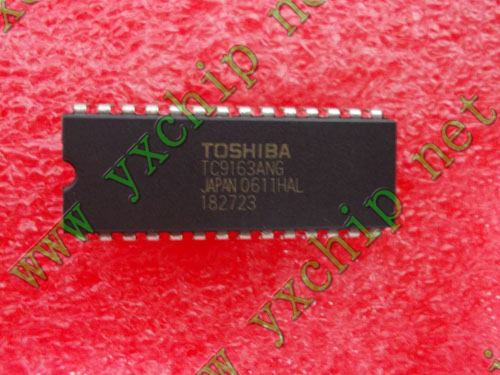 www yxchip net
TOSHIBA
TC9163ANG
JAPAN 0611HAL
182723
www yxchip net